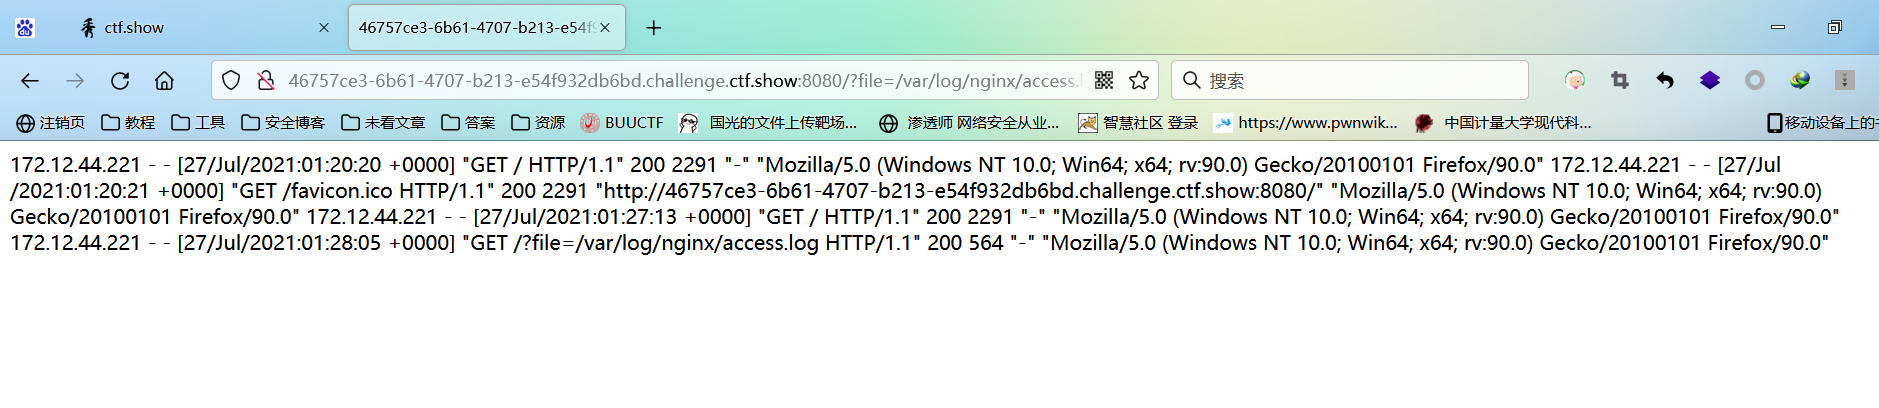 ctf.show
46757ce3-6b61-4707-b213-e54f9
46757ce3-6b61-4707-b213-e54f932db6bd.challenge.ctf.show:8080/?file=/var/log/nginx/access.l
搜索
注销页 教程 工具 安全博客 未看文章 答案 资源 BUUCTF 国光的文件上传靶场... 渗透师 网络安全从业... 智慧社区 登录 https://www.pwnwik... 中国计量大学现代科... 移动设备上的
172.12.44.221 - - [27/Jul/2021:01:20:20 +0000] "GET / HTTP/1.1" 200 2291 "-" "Mozilla/5.0 (Windows NT 10.0; Win64; x64; rv:90.0) Gecko/20100101 Firefox/90.0" 172.12.44.221 - - [27/Jul
/2021:01:20:21 +0000] "GET /favicon.ico HTTP/1.1" 200 2291 "http://46757ce3-6b61-4707-b213-e54f932db6bd.challenge.ctf.show:8080/" "Mozilla/5.0 (Windows NT 10.0; Win64; x64; rv:90.0)
Gecko/20100101 Firefox/90.0" 172.12.44.221 - - [27/Jul/2021:01:27:13 +0000] "GET / HTTP/1.1" 200 2291 "-" "Mozilla/5.0 (Windows NT 10.0; Win64; x64; rv:90.0) Gecko/20100101 Firefox/90.0"
172.12.44.221 - - [27/Jul/2021:01:28:05 +0000] "GET /?file=/var/log/nginx/access.log HTTP/1.1" 200 564 "-" "Mozilla/5.0 (Windows NT 10.0; Win64; x64; rv:90.0) Gecko/20100101 Firefox/90.0"